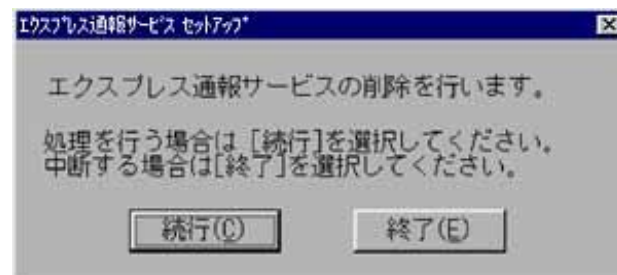 ｴｸｽﾌﾟﾚｽ通報ｻｰﾋﾞｽ ｾｯﾄｱｯﾌﾟ
エクスプレス通報サービスの削除を行います。
処理を行う場合は [続行]を選択してください。
中断する場合は[終了]を選択してください。
続行(C)
終了(E)